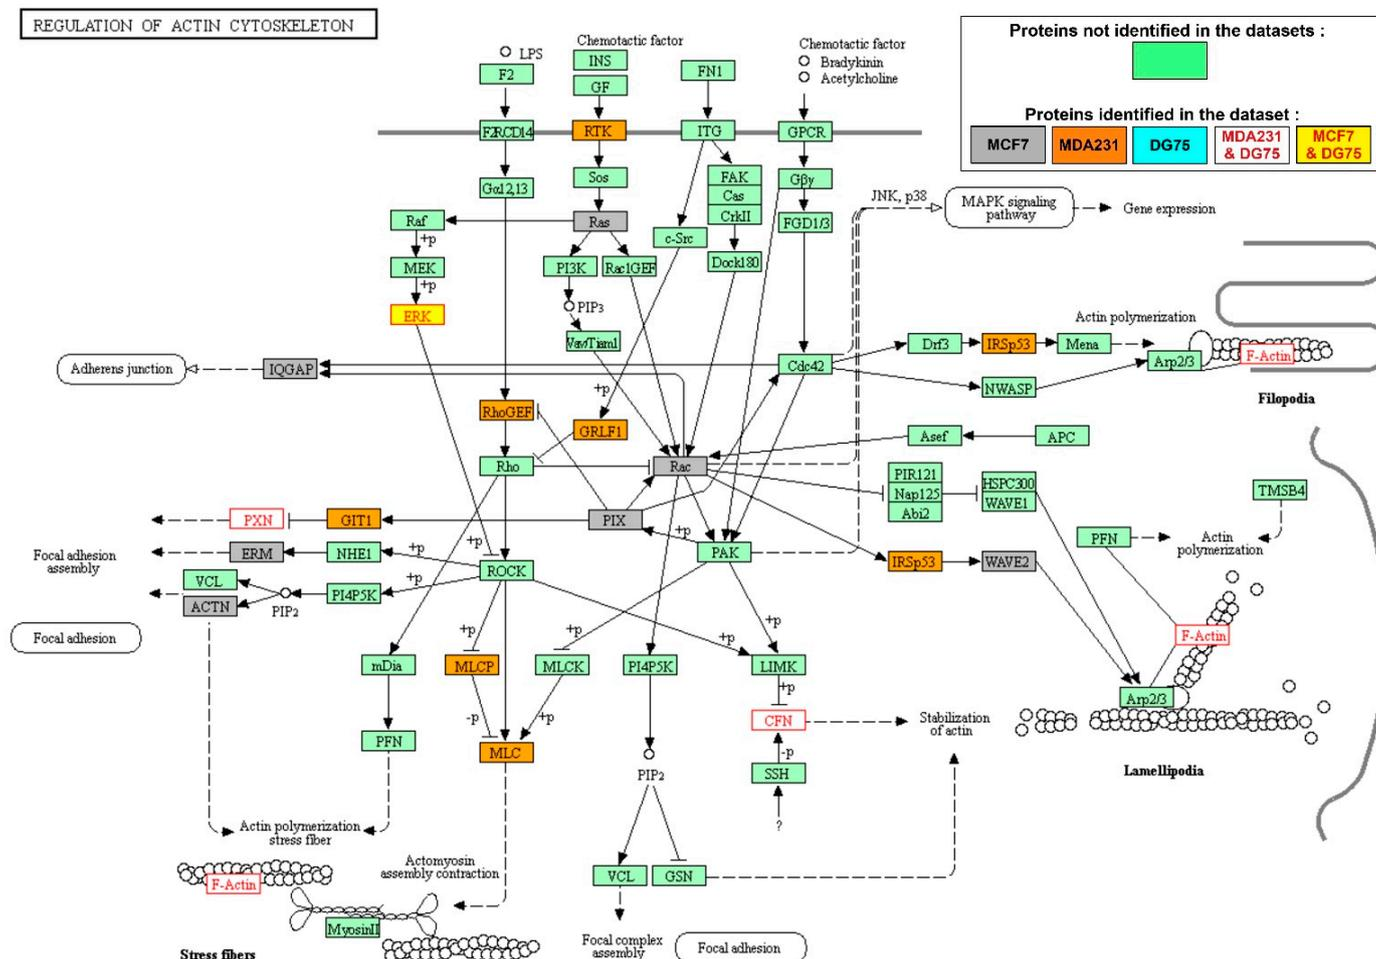 REGULATION OF ACTIN CYTOSKELETON
Proteins not identified in the datasets :
Proteins identified in the dataset :
MCF7
MDA231
DG75
MDA231
& DG75
MCF7
& DG75
LPS
F2
Chemotactic factor
INS
GF
FN1
Chemotactic factor
Bradykinin
Acetylcholine
F2R
CD14
RTK
ITG
GPCR
Gα12,13
Sos
FAK
Cas
CrkII
Gβγ
JNK, p38
MAPK signaling
pathway
Gene expression
Raf
Ras
FGD1/3
+p
c-Src
MEK
PI3K
Rac1GEF
Dock180
+p
ERK
PIP3
Vav/Tiam1
Actin polymerization
Drf3
IRSp53
Mena
Arp2/3
F-Actin
Adherens junction
IQGAP
Cdc42
+p
NWASP
Filopodia
RhoGEF
GRLF1
Asef
APC
Rho
Rac
PIR121
Nap125
Abi2
HSPC300
WAVE1
TMSB4
PXN
GIT1
PIX
+p
PFN
Actin
polymerization
Focal adhesion
assembly
ERM
NHE1
+p
+p
PAK
IRSp53
WAVE2
ROCK
VCL
ACTN
PIP2
PI4P5K
+p
Focal adhesion
+p
+p
+p
+p
F-Actin
mDia
MLCP
MLCK
PI4P5K
LIMK
+p
Arp2/3
-p
+p
CFN
Stabilization
of actin
PFN
MLC
-p
SSH
PIP2
Lamellipodia
?
Actin polymerization
stress fiber
Actomyosin
assembly contraction
F-Actin
VCL
GSN
MyosinII
Focal complex
assembly
Focal adhesion
Stress fibers